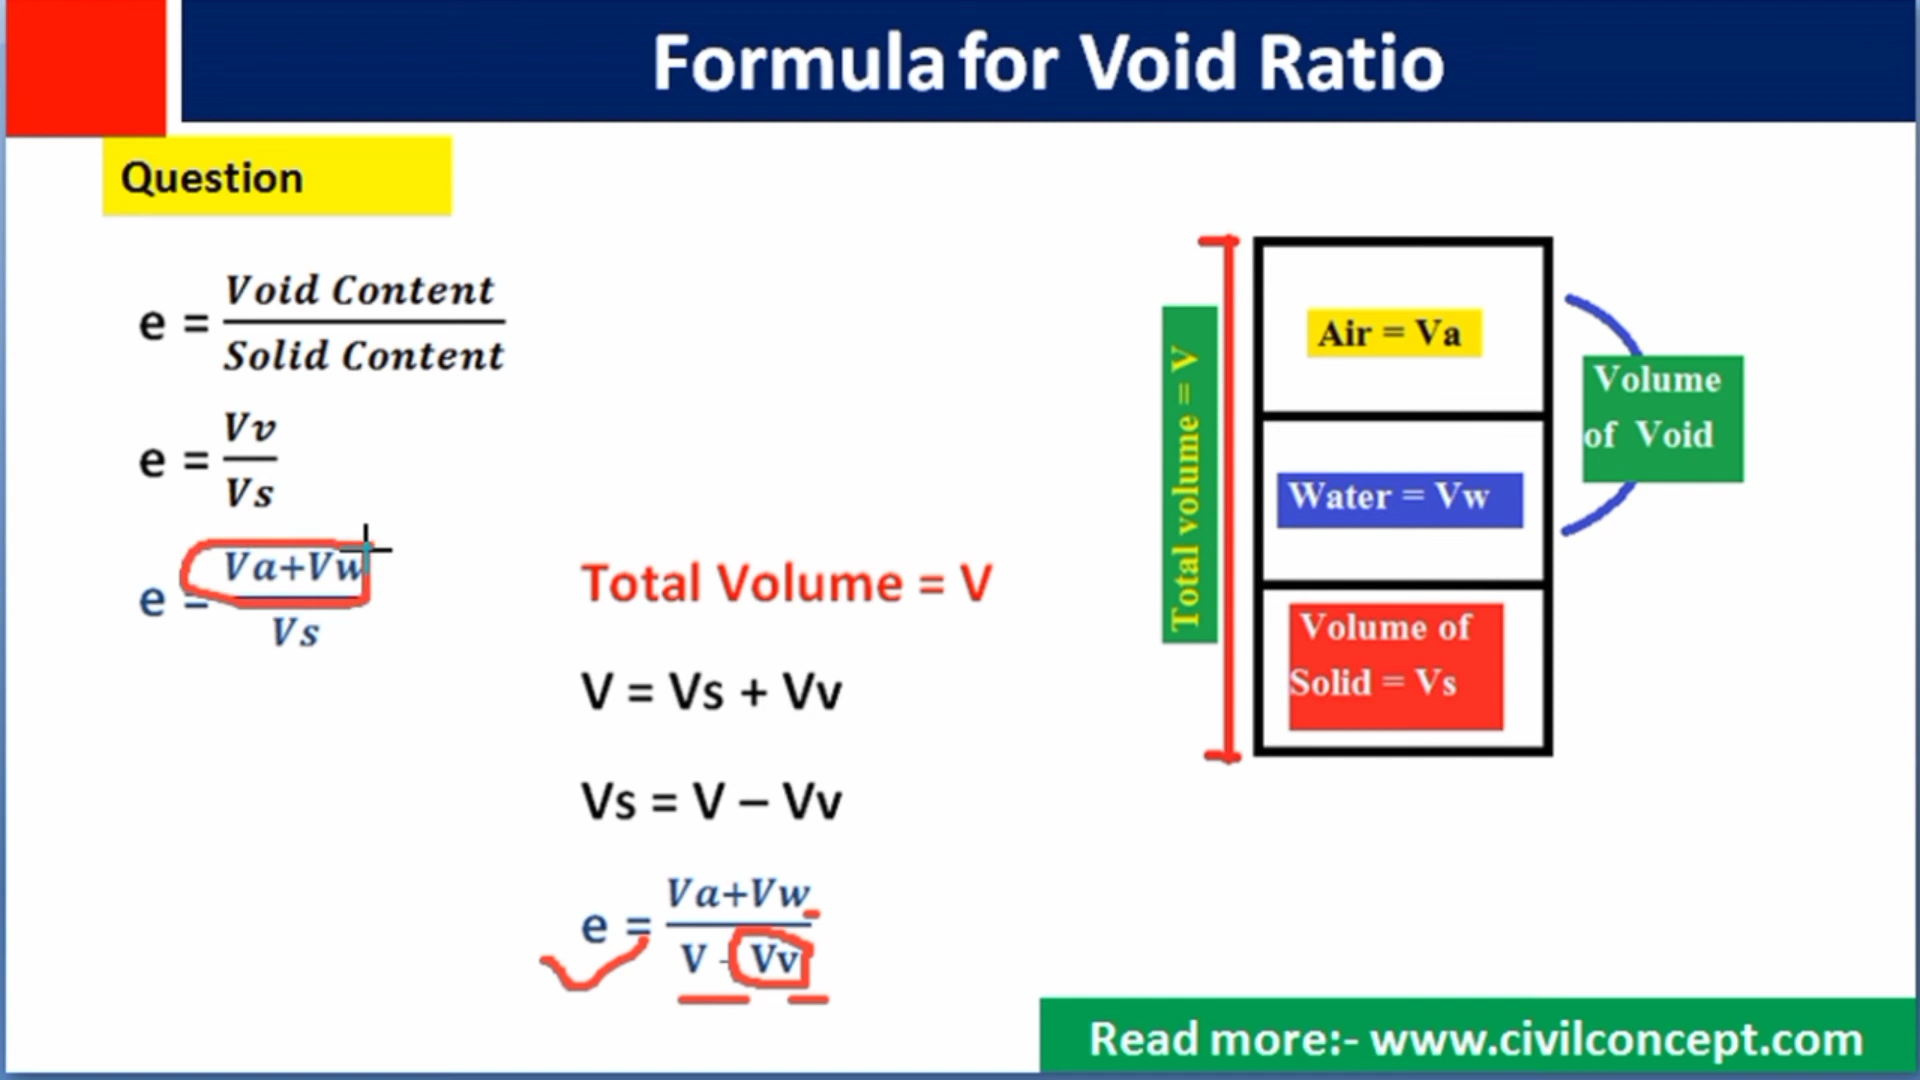 Formula for Void Ratio
Question
e = Void Content
Solid Content
e = Vv
Vs
e = Va+Vw
Vs
Total Volume = V
V = Vs + Vv
Vs = V – Vv
e = Va+Vw
V - Vv
Total volume = V
Air = Va
Water = Vw
Volume of
Solid = Vs
Volume
of Void
Read more:- www.civilconcept.com